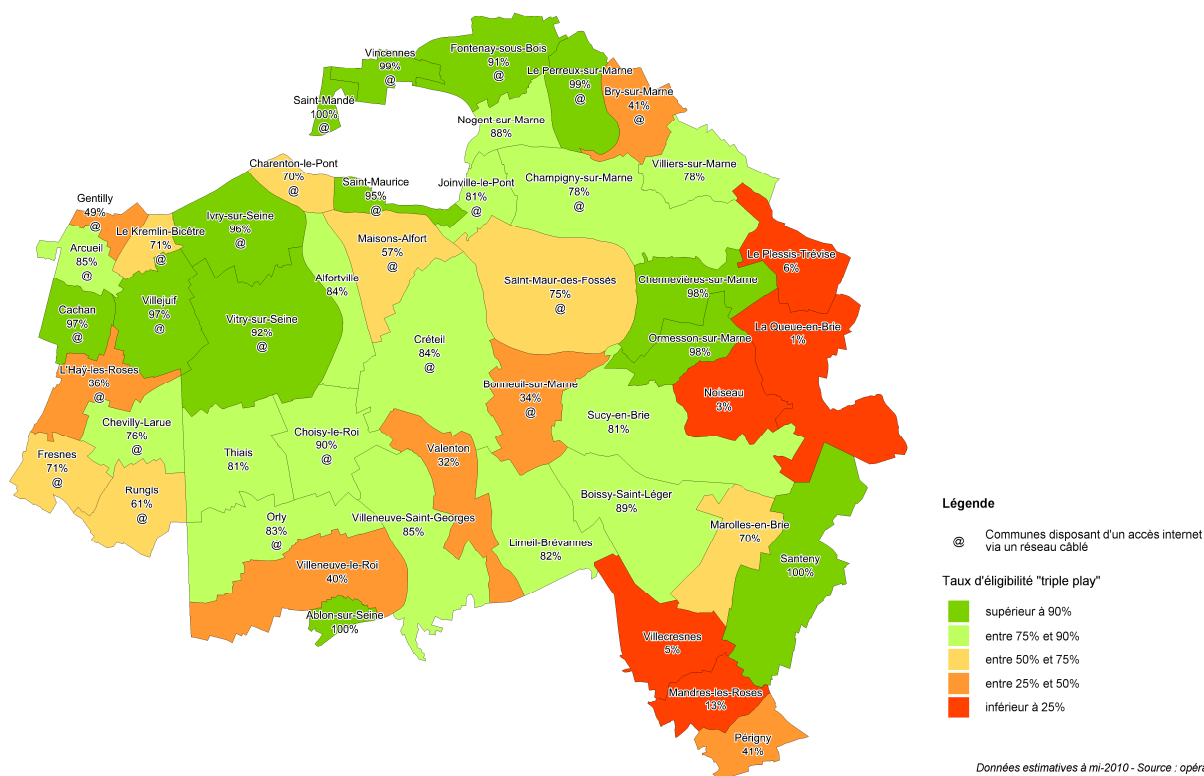 Fontenay-sous-Bois
91%
@
Vincennes
99%
@
Le Perreux-sur-Marne
99%
@
Bry-sur-Marne
41%
@
Saint-Mandé
100%
@
Nogent-sur-Marne
88%
Villiers-sur-Marne
78%
Charenton-le-Pont
70%
@
Saint-Maurice
95%
@
Joinville-le-Pont
81%
@
Champigny-sur-Marne
78%
@
Gentilly
49%
@
Le Kremlin-Bicêtre
71%
@
Ivry-sur-Seine
96%
@
Arcueil
85%
@
Maisons-Alfort
57%
@
Alfortville
84%
Saint-Maur-des-Fossés
75%
@
Le Plessis-Trévise
6%
Chennevières-sur-Marne
98%
Cachan
97%
@
Villejuif
97%
@
Vitry-sur-Seine
92%
@
Créteil
84%
@
La Queue-en-Brie
1%
Ormesson-sur-Marne
98%
L'Haÿ-les-Roses
36%
@
Bonneuil-sur-Marne
34%
@
Noiseau
3%
Chevilly-Larue
76%
@
Sucy-en-Brie
81%
Choisy-le-Roi
90%
@
Thiais
81%
Valenton
32%
Fresnes
71%
@
Rungis
61%
@
Boissy-Saint-Léger
89%
Orly
83%
@
Villeneuve-Saint-Georges
85%
Marolles-en-Brie
70%
Limeil-Brévannes
82%
Santeny
100%
Villeneuve-le-Roi
40%
Ablon-sur-Seine
100%
Villecresnes
5%
Mandres-les-Roses
13%
Périgny
41%
Légende
@ Communes disposant d'un accès internet
via un réseau câblé
Taux d'éligibilité "triple play"
supérieur à 90%
entre 75% et 90%
entre 50% et 75%
entre 25% et 50%
inférieur à 25%
Données estimatives à mi-2010 - Source : opéra